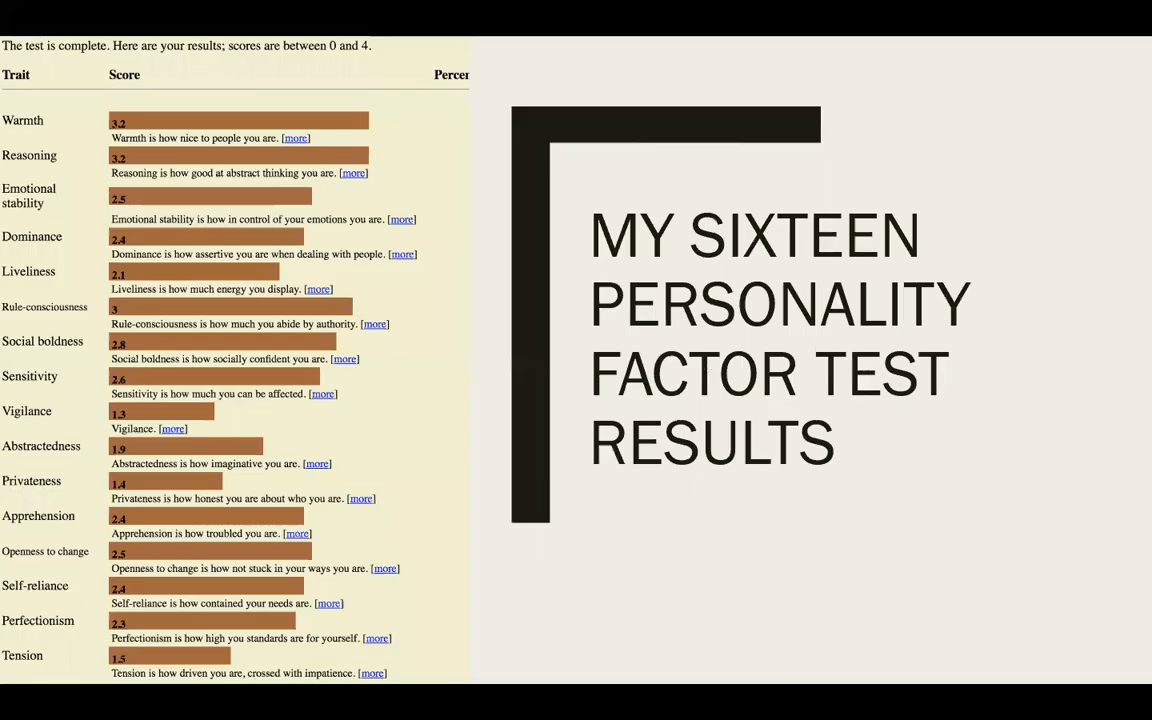 The test is complete. Here are your results; scores are between 0 and 4.
Trait Score Percer
Warmth 3.2
Warmth is how nice to people you are. [more]
Reasoning 3.2
Reasoning is how good at abstract thinking you are. [more]
Emotional
stability 2.5
Emotional stability is how in control of your emotions you are. [more]
Dominance 2.4
Dominance is how assertive you are when dealing with people. [more]
Liveliness 2.1
Liveliness is how much energy you display. [more]
Rule-consciousness 3
Rule-consciousness is how much you abide by authority. [more]
Social boldness 2.8
Social boldness is how socially confident you are. [more]
Sensitivity 2.6
Sensitivity is how much you can be affected. [more]
Vigilance 1.3
Vigilance. [more]
Abstractedness 1.9
Abstractedness is how imaginative you are. [more]
Privateness 1.4
Privateness is how honest you are about who you are. [more]
Apprehension 2.4
Apprehension is how troubled you are. [more]
Openness to change 2.5
Openness to change is how not stuck in your ways you are. [more]
Self-reliance 2.4
Self-reliance is how contained your needs are. [more]
Perfectionism 2.3
Perfectionism is how high you standards are for yourself. [more]
Tension 1.5
Tension is how driven you are, crossed with impatience. [more]
MY SIXTEEN
PERSONALITY
FACTOR TEST
RESULTS